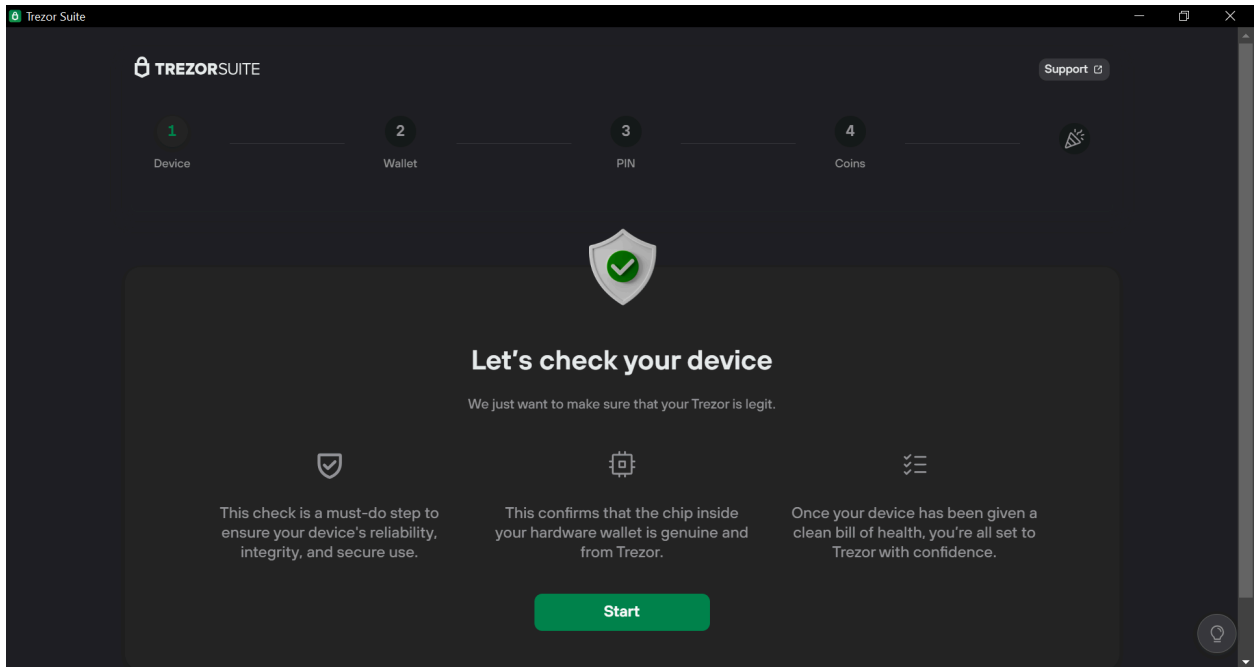 Trezor Suite
TREZORSUITE
Support
1
2
3
4
Device
Wallet
PIN
Coins
Let's check your device
We just want to make sure that your Trezor is legit.
This check is a must-do step to
ensure your device's reliability,
integrity, and secure use.
This confirms that the chip inside
your hardware wallet is genuine and
from Trezor.
Once your device has been given a
clean bill of health, you're all set to
Trezor with confidence.
Start